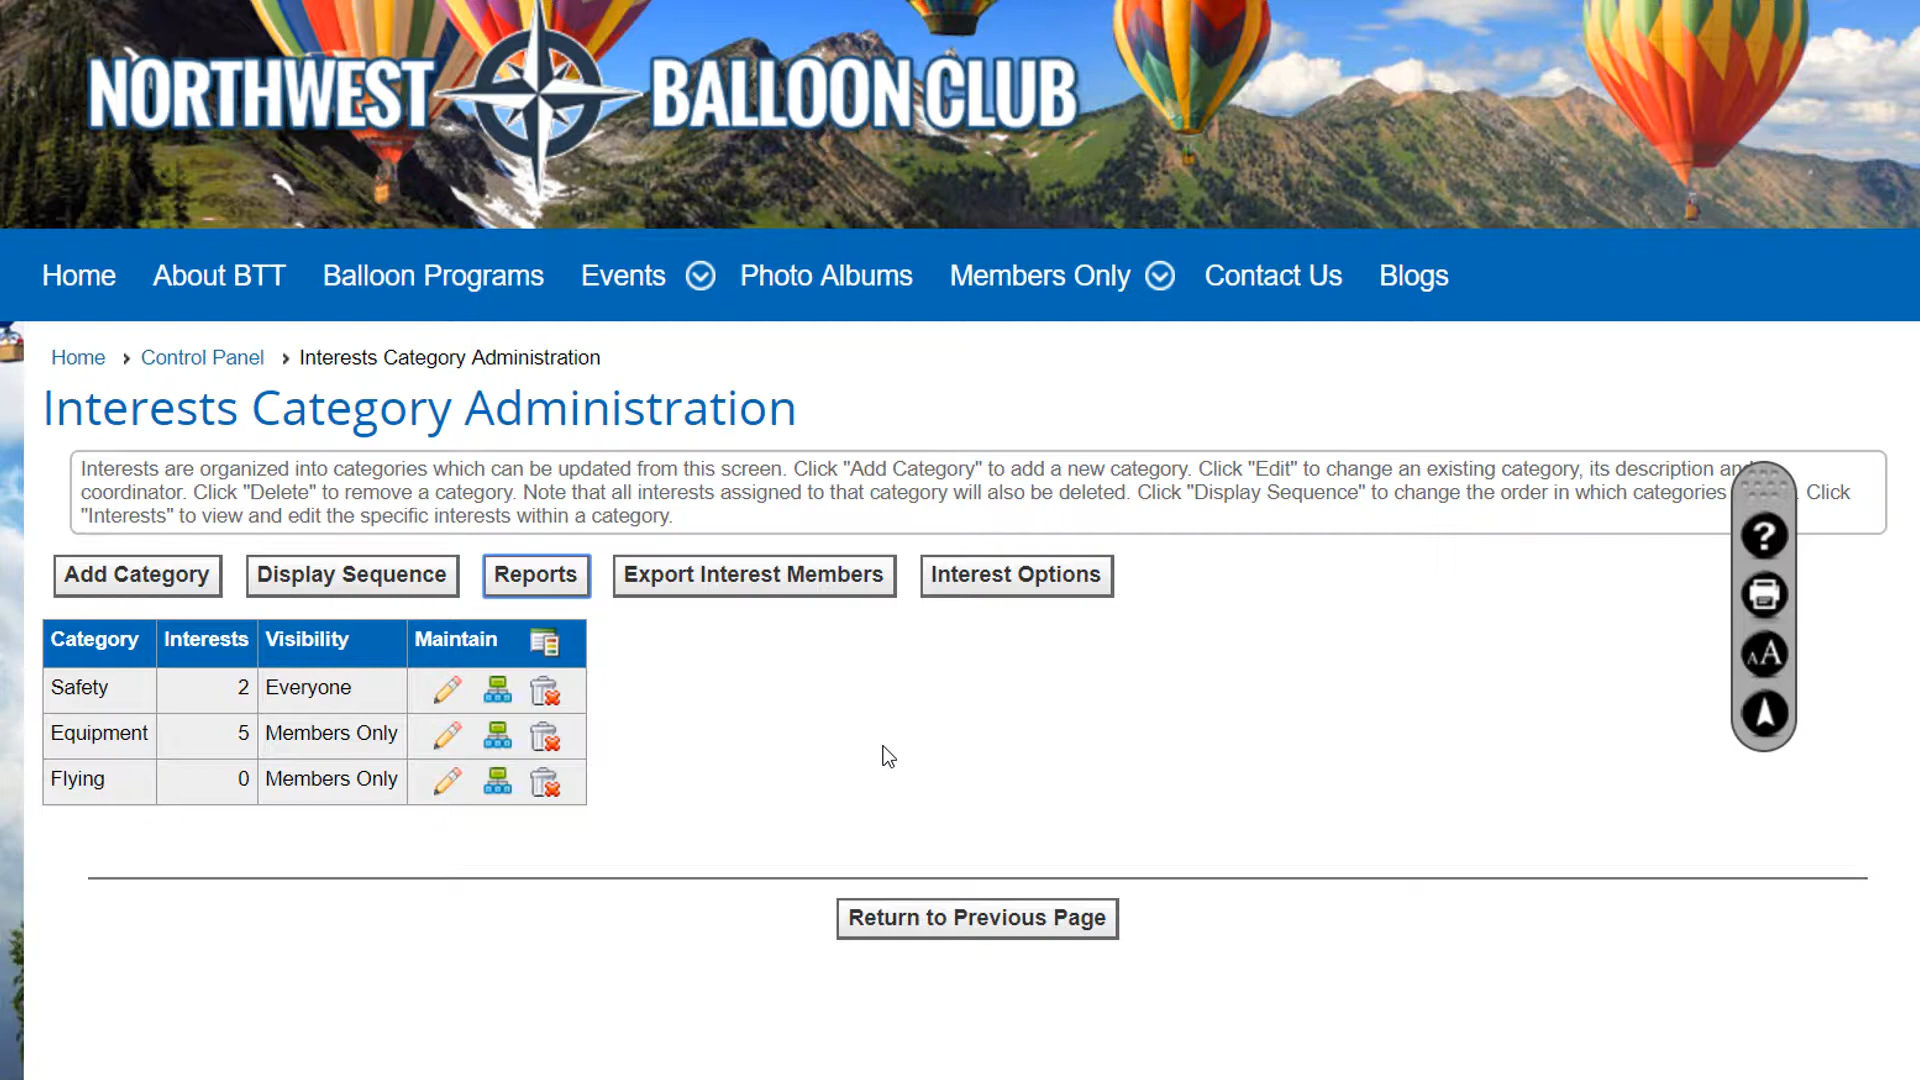 NORTHWEST BALLOON CLUB
Home About BTT Balloon Programs Events Photo Albums Members Only Contact Us Blogs
Home › Control Panel › Interests Category Administration
Interests Category Administration
Interests are organized into categories which can be updated from this screen. Click "Add Category" to add a new category. Click "Edit" to change an existing category, its description and
coordinator. Click "Delete" to remove a category. Note that all interests assigned to that category will also be deleted. Click "Display Sequence" to change the order in which categories Click
"Interests" to view and edit the specific interests within a category.
Add Category Display Sequence Reports Export Interest Members Interest Options
Category Interests Visibility Maintain
Safety 2 Everyone
Equipment 5 Members Only
Flying 0 Members Only
?
AA
Return to Previous Page